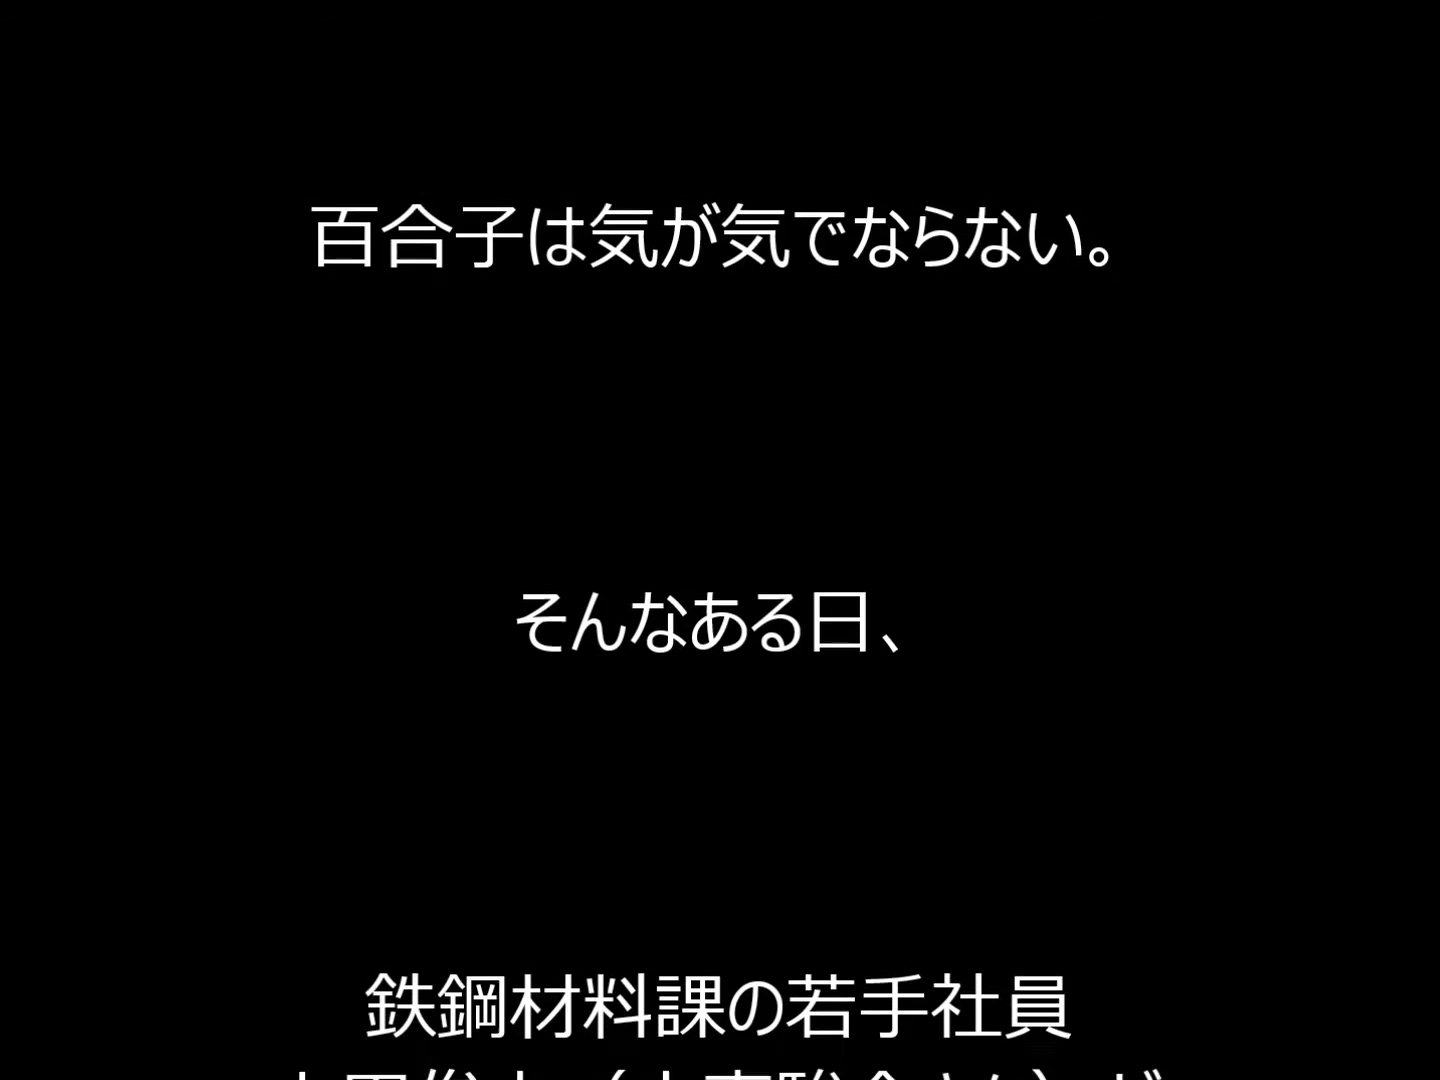 百合子は気が気でならない。
そんなある日、
鉄鋼材料課の若手社員